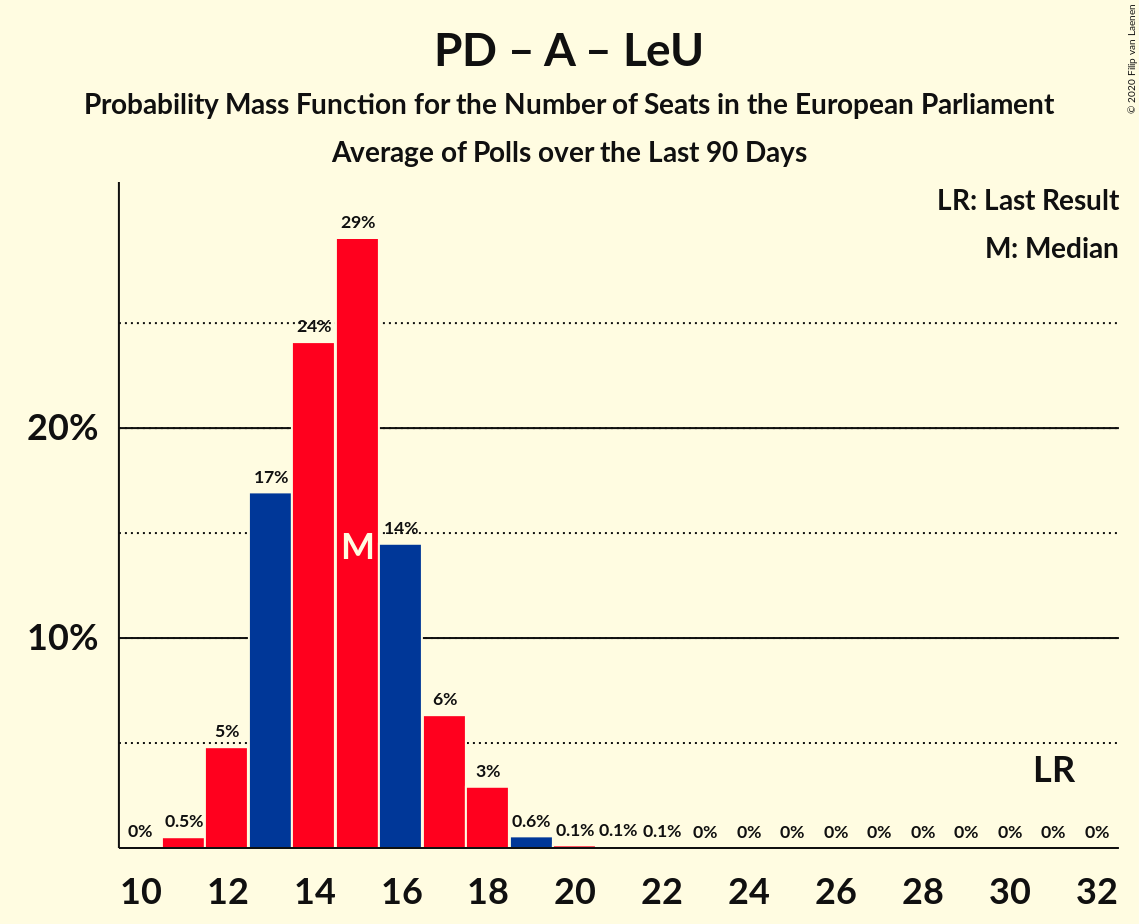 PD – A – LeU
Probability Mass Function for the Number of Seats in the European Parliament
Average of Polls over the Last 90 Days
© 2020 Filip van Laenen
LR: Last Result
M: Median
29%
24%
20%
17%
14%
M
10%
6%
5%
3%
LR
0% 0.5% 0.6% 0.1% 0.1% 0.1% 0% 0% 0% 0% 0% 0% 0% 0% 0% 0%
10 12 14 16 18 20 22 24 26 28 30 32